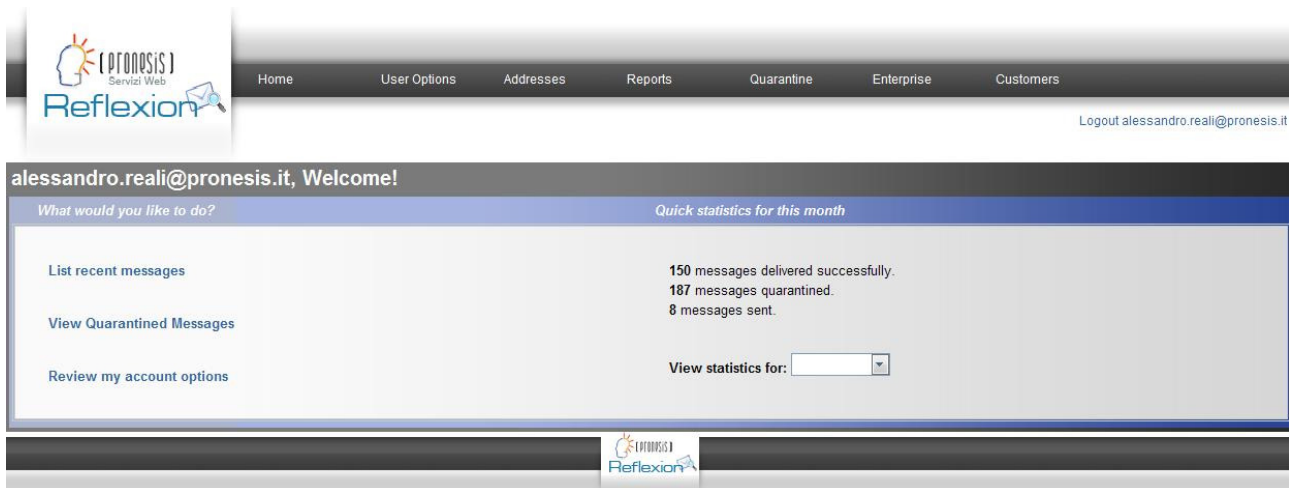 ( pronesis )
Servizi Web
Reflexion
Home User Options Addresses Reports Quarantine Enterprise Customers
Logout alessandro.reali@pronesis.it
alessandro.reali@pronesis.it, Welcome!
What would you like to do?
Quick statistics for this month
List recent messages
View Quarantined Messages
Review my account options
150 messages delivered successfully.
187 messages quarantined.
8 messages sent.
View statistics for:
( pronesis )
Reflexion